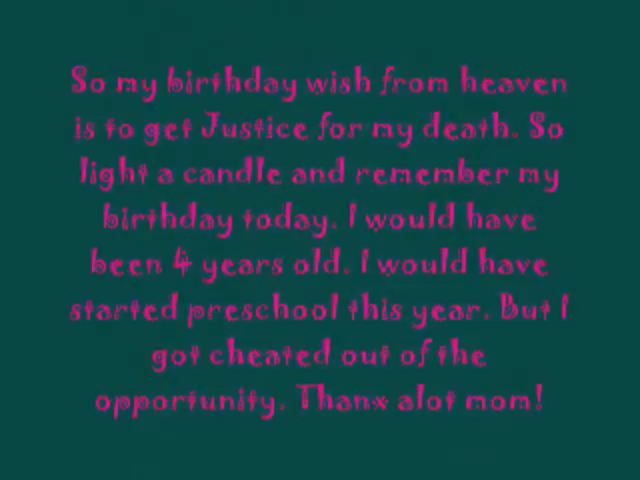 So my birthday wish from heaven
is to get Justice for my death. So
light a candle and remember my
birthday today. I would have
been 4 years old. I would have
started preschool this year. But I
got cheated out of the
opportunity. Thanx alot mom!